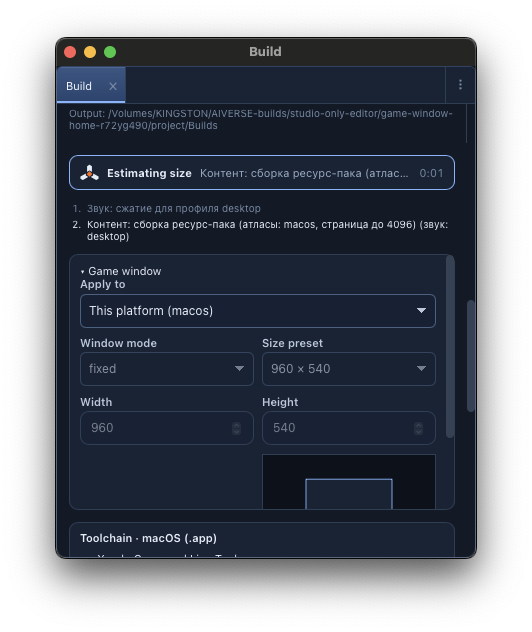 Build
Build
Output: /Volumes/KINGSTON/AIVERSE-builds/studio-only-editor/game-window-
home-r72yg490/project/Builds
Estimating size Контент: сборка ресурс-пака (атлас... 0:01
1. Звук: сжатие для профиля desktop
2. Контент: сборка ресурс-пака (атласы: macos, страница до 4096) (звук:
desktop)
Game window
Apply to
This platform (macos)
Window mode Size preset
fixed 960 × 540
Width Height
960 540
Toolchain · macOS (.app)